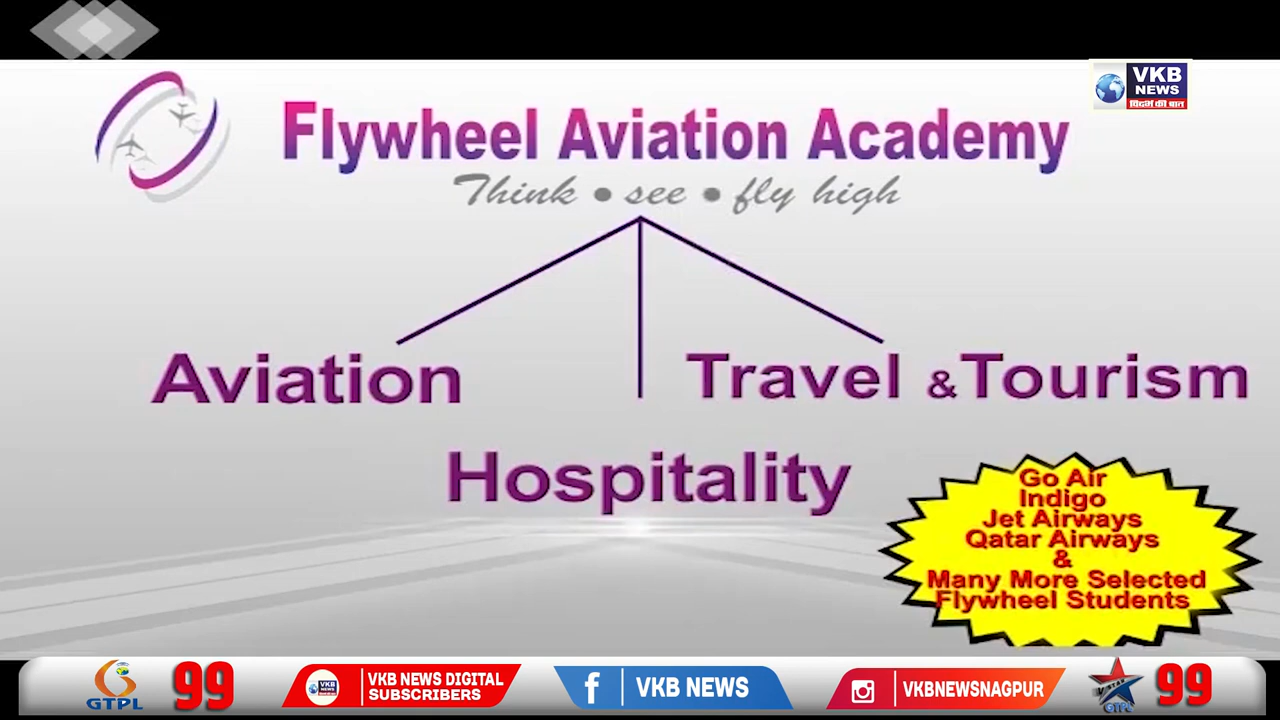 VKB
NEWS
विदर्भ की बात
Flywheel Aviation Academy
Think • see • fly high
Aviation
Travel & Tourism
Hospitality
Go Air
Indigo
Jet Airways
Qatar Airways
&
Many More Selected
Flywheel Students
GTPL
99
VKB NEWS DIGITAL
SUBSCRIBERS
VKB NEWS
VKBNEWSNAGPUR
GTPL
99